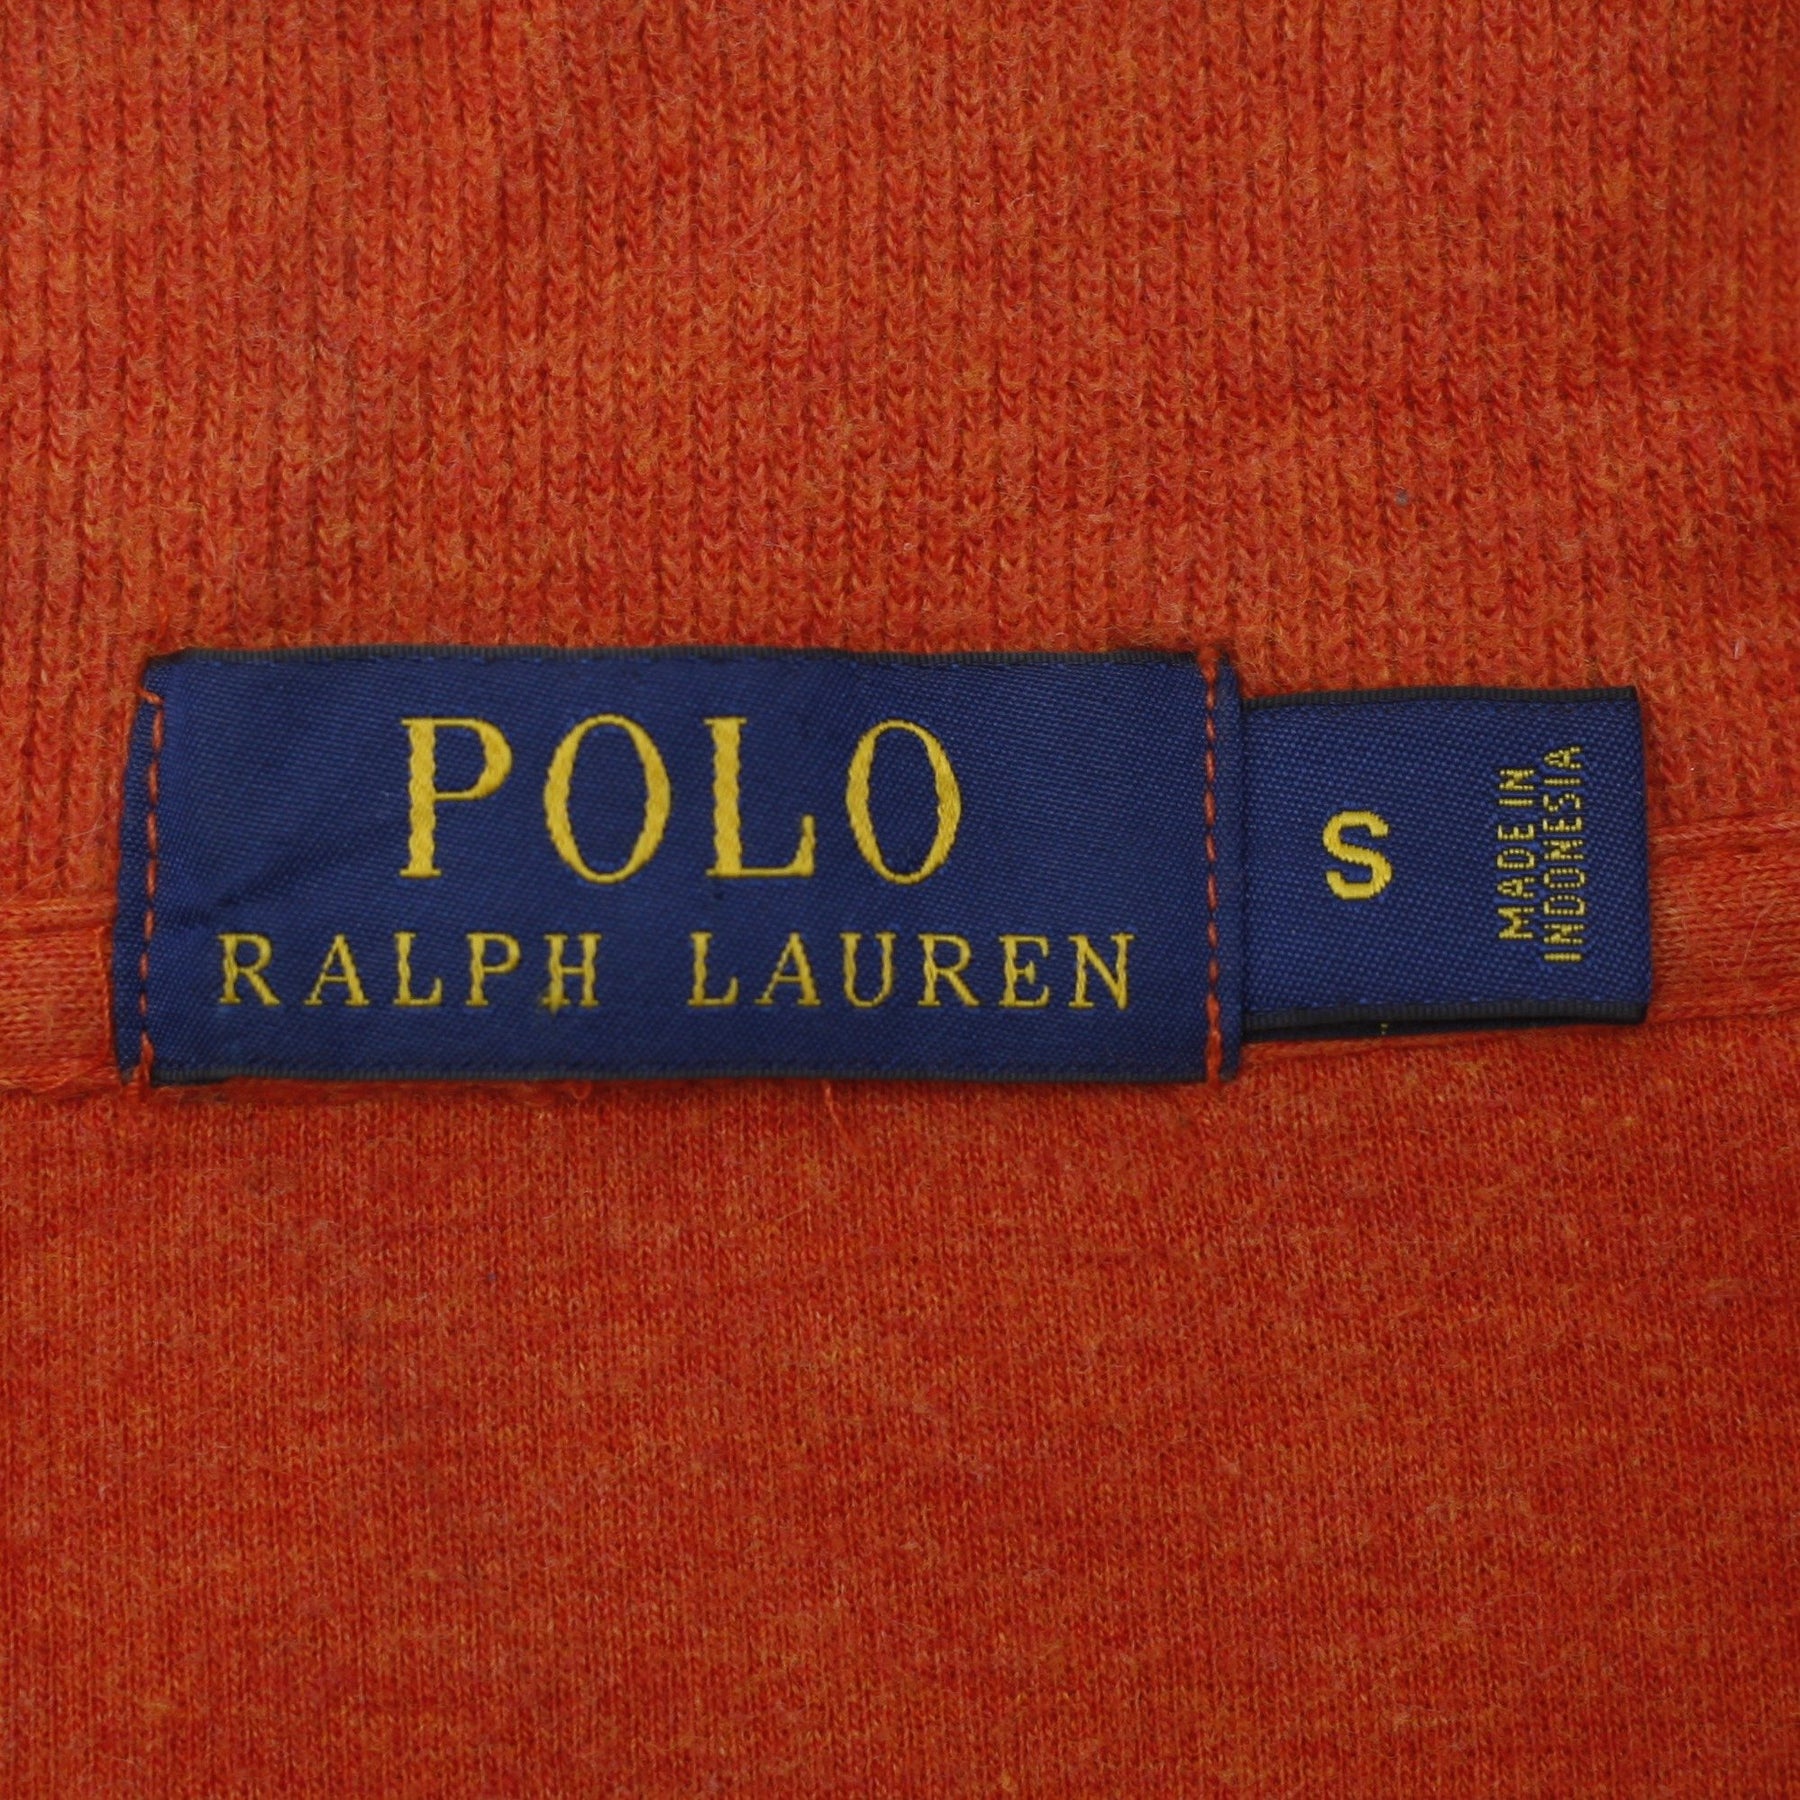 POLO
RALPH LAUREN
S
MADE IN
INDONESIA